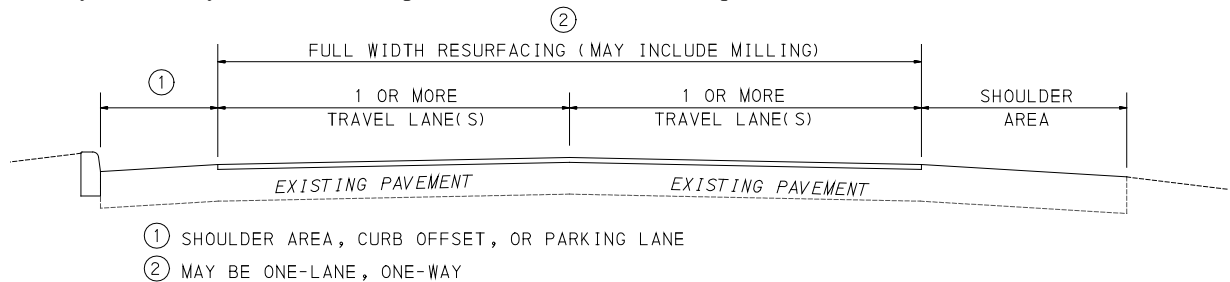 ②
FULL WIDTH RESURFACING (MAY INCLUDE MILLING)
①
1 OR MORE
TRAVEL LANE(S)
1 OR MORE
TRAVEL LANE(S)
SHOULDER
AREA
EXISTING PAVEMENT
EXISTING PAVEMENT
① SHOULDER AREA, CURB OFFSET, OR PARKING LANE
② MAY BE ONE-LANE, ONE-WAY